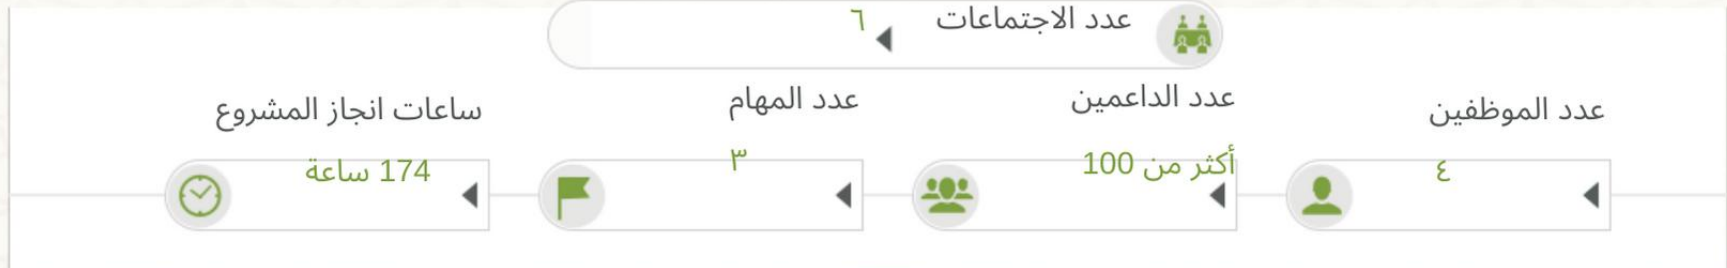 عدد الاجتماعات
٦
عدد الموظفين
٤
عدد الداعمين
أكثر من 100
عدد المهام
٣
ساعات انجاز المشروع
174 ساعة